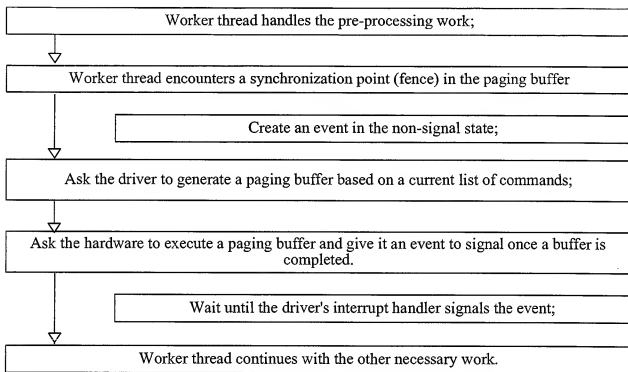 Worker thread handles the pre-processing work;
Worker thread encounters a synchronization point (fence) in the paging buffer
Create an event in the non-signal state;
Ask the driver to generate a paging buffer based on a current list of commands;
Ask the hardware to execute a paging buffer and give it an event to signal once a buffer is
completed.
Wait until the driver's interrupt handler signals the event;
Worker thread continues with the other necessary work.